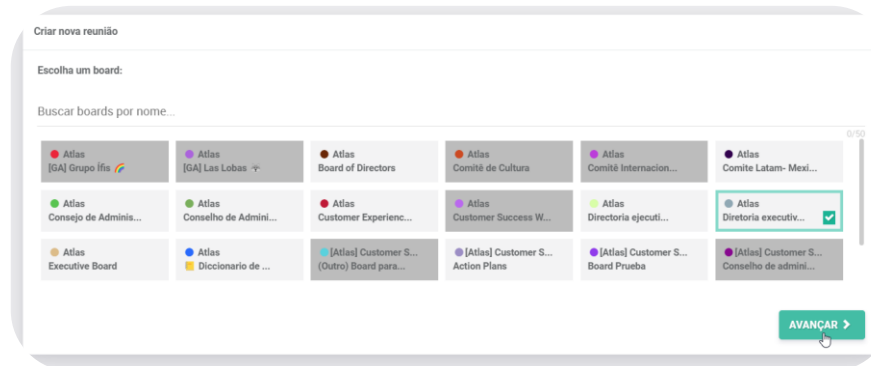 Criar nova reunião
Escolha um board:
Buscar boards por nome...
0/50
Atlas
[GA] Grupo Ífis 🌈
Atlas
[GA] Las Lobas
Atlas
Board of Directors
Atlas
Comitê de Cultura
Atlas
Comitê Internacion...
Atlas
Comite Latam- Mexi...
Atlas
Consejo de Adminis...
Atlas
Conselho de Admini...
Atlas
Customer Experienc...
Atlas
Customer Success W...
Atlas
Directoria ejecuti...
Atlas
Diretoria executiv...
Atlas
Executive Board
Atlas
📒 Diccionario de ...
[Atlas] Customer S...
(Outro) Board para...
[Atlas] Customer S...
Action Plans
[Atlas] Customer S...
Board Prueba
[Atlas] Customer S...
Conselho de admini...
AVANÇAR